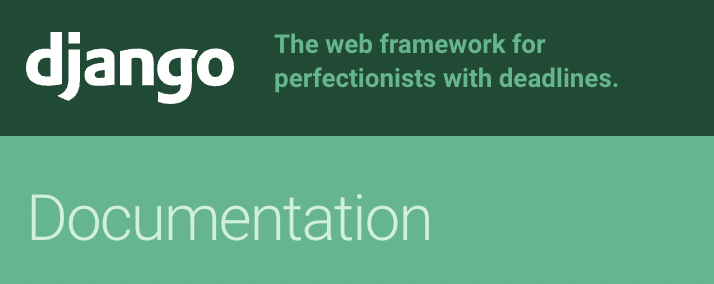 django
The web framework for
perfectionists with deadlines.
Documentation